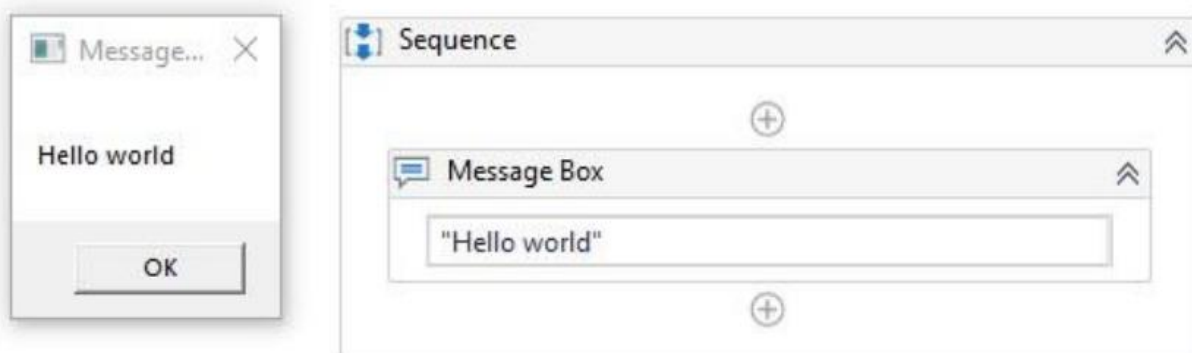 Message...
Hello world
OK
Sequence
Message Box
"Hello world"